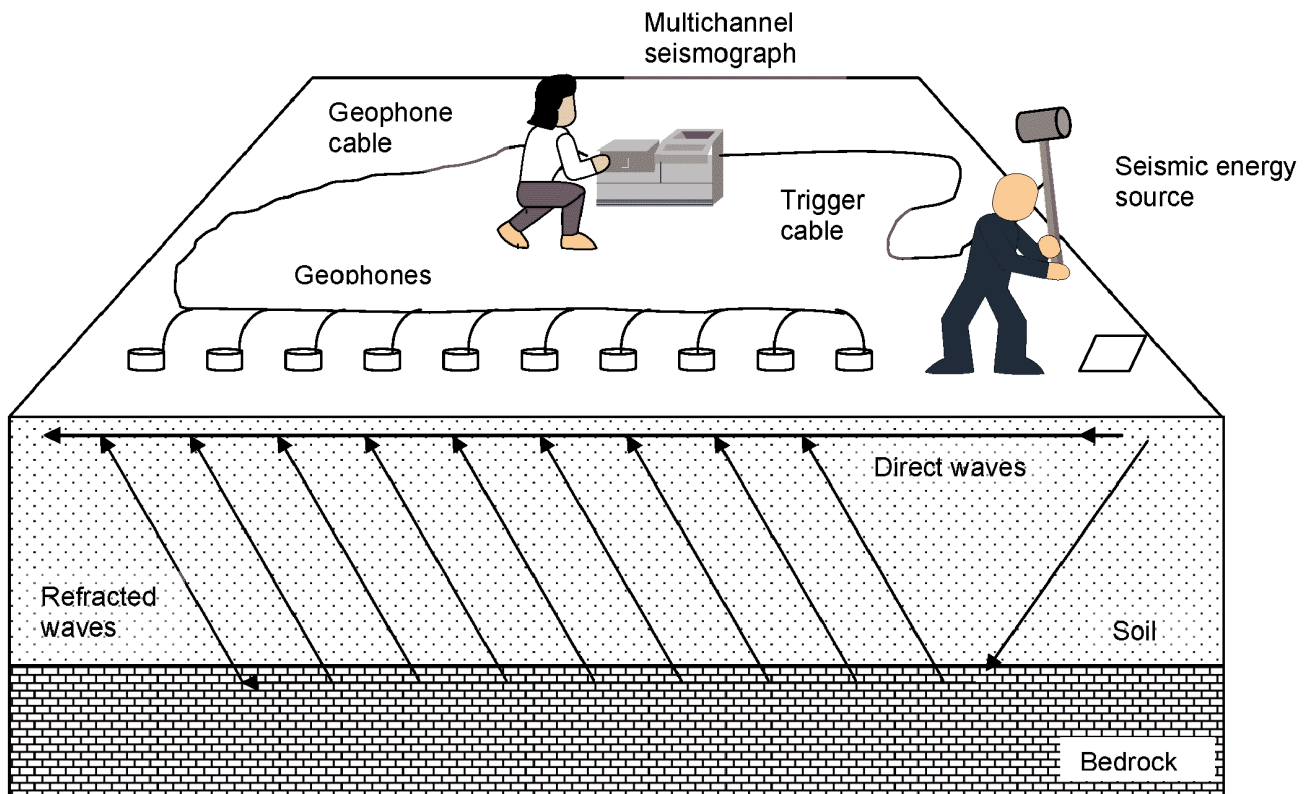 Multichannel
seismograph
Geophone
cable
Seismic energy
source
Trigger
cable
Geophones
Direct waves
Refracted
waves
Soil
Bedrock